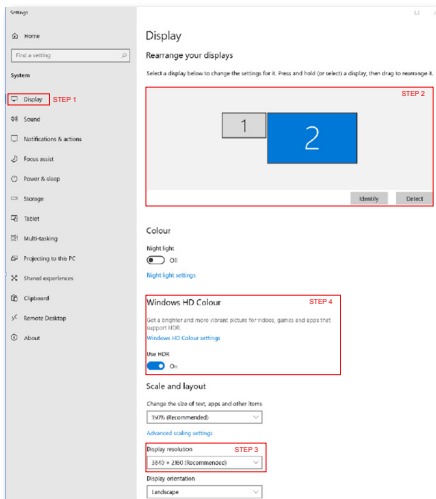 Settings
Home
Find a setting
System
Display STEP 1
Sound
Notifications & actions
Focus assist
Power & sleep
Storage
Tablet
Multi-tasking
Projecting to this PC
Shared experiences
Clipboard
Remote Desktop
About
Display
Rearrange your displays
Select a display below to change the settings for it. Press and hold (or select) a display, then drag to rearrange it.
STEP 2
1
2
Identify Detect
Colour
Night light
Off
Night light settings
Windows HD Colour STEP 4
Get a brighter and more vibrant picture for videos, games and apps that
support HDR.
Windows HD Colour settings
Use HDR
On
Scale and layout
Change the size of text, apps and other items
150% (Recommended)
Advanced scaling settings
Display resolution STEP 3
3840 × 2160 (Recommended)
Display orientation
Landscape